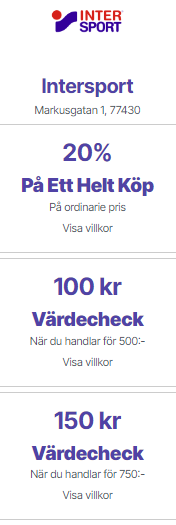 INTER
SPORT
Intersport
Markusgatan 1, 77430
20%
På Ett Helt Köp
På ordinarie pris
Visa villkor
100 kr
Värdecheck
När du handlar för 500:-
Visa villkor
150 kr
Värdecheck
När du handlar för 750:-
Visa villkor